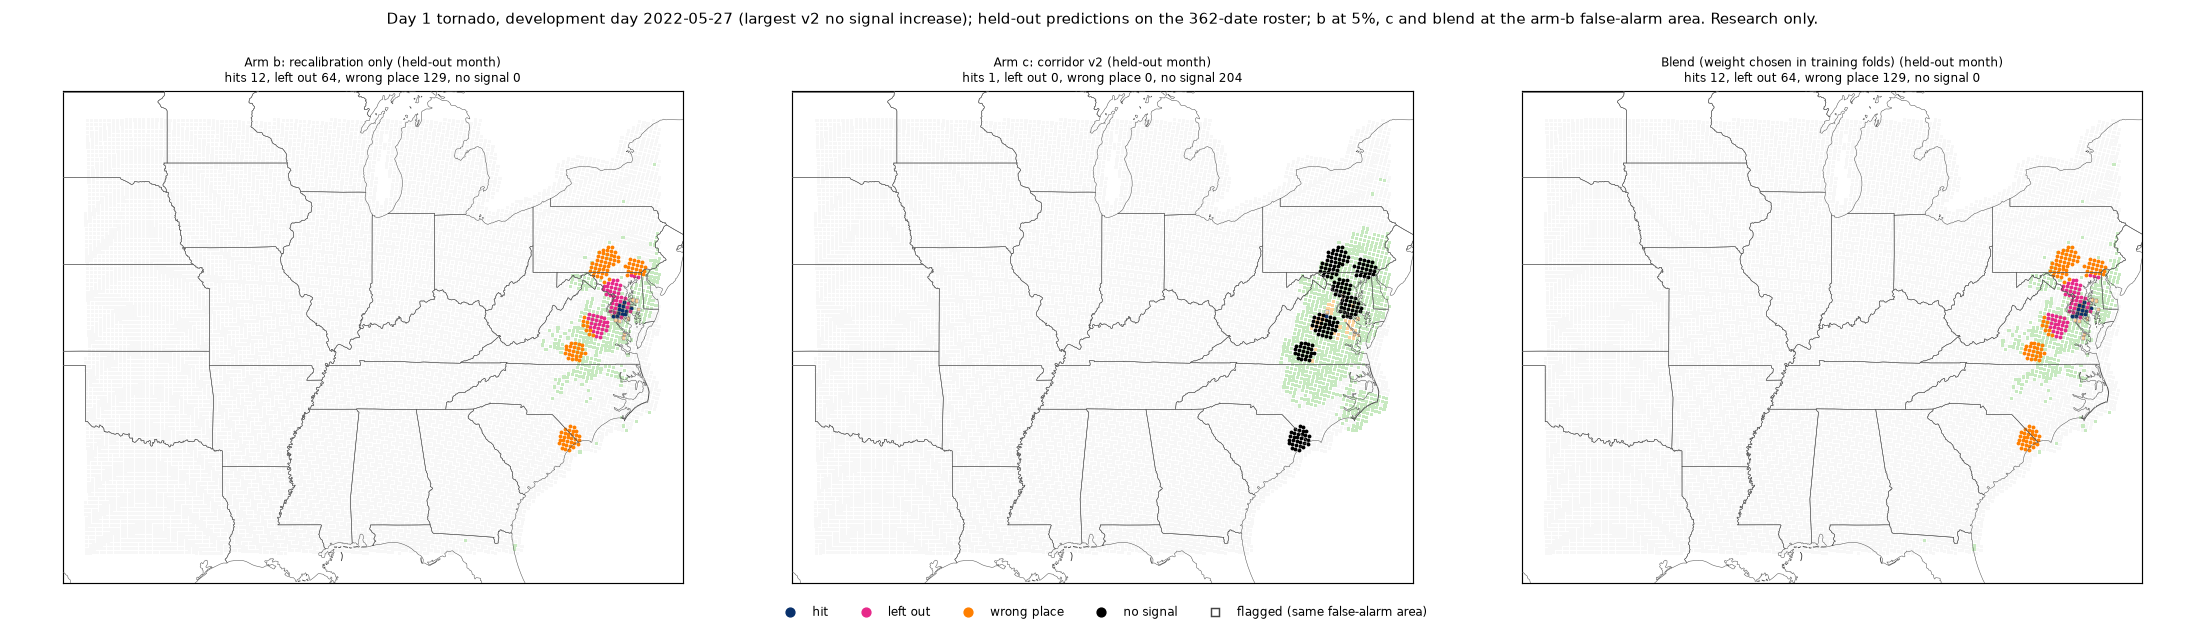 Day 1 tornado, development day 2022-05-27 (largest v2 no signal increase); held-out predictions on the 362-date roster; b at 5%, c and blend at the arm-b false-alarm area. Research only.
Arm b: recalibration only (held-out month)
hits 12, left out 64, wrong place 129, no signal 0
Arm c: corridor v2 (held-out month)
hits 1, left out 0, wrong place 0, no signal 204
Blend (weight chosen in training folds) (held-out month)
hits 12, left out 64, wrong place 129, no signal 0
hit
left out
wrong place
no signal
flagged (same false-alarm area)